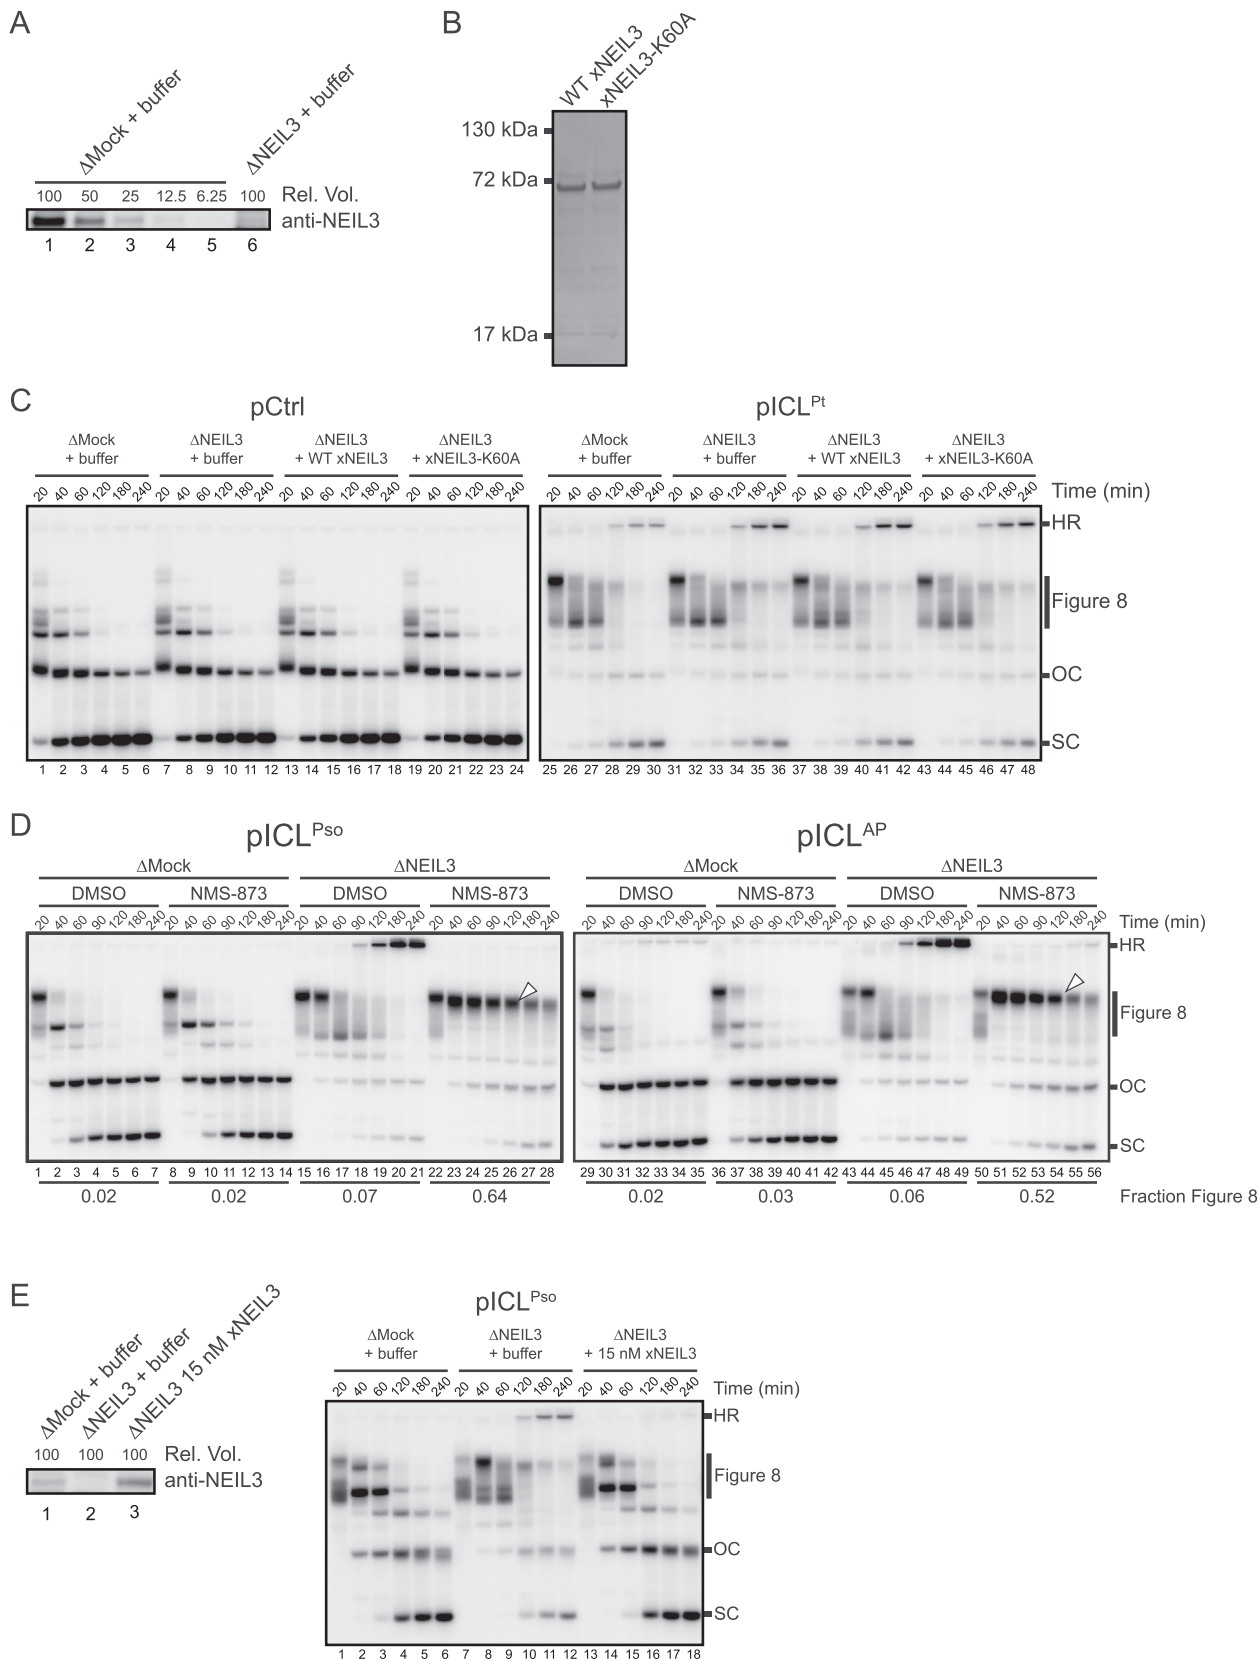 A
ΔMock + buffer
ΔNEIL3 + buffer
100 50 25 12.5 6.25 100 Rel. Vol.
anti-NEIL3
1 2 3 4 5 6
B
WT xNEIL3
xNEIL3-K60A
130 kDa
72 kDa
17 kDa
C
pCtrl
ΔMock + buffer
ΔNEIL3 + buffer
ΔNEIL3 + WT xNEIL3
ΔNEIL3 + xNEIL3-K60A
20 40 60 120 180 240 20 40 60 120 180 240 20 40 60 120 180 240 20 40 60 120 180 240
1 2 3 4 5 6 7 8 9 10 11 12 13 14 15 16 17 18 19 20 21 22 23 24
pICLPt
ΔMock + buffer
ΔNEIL3 + buffer
ΔNEIL3 + WT xNEIL3
ΔNEIL3 + xNEIL3-K60A
20 40 60 120 180 240 20 40 60 120 180 240 20 40 60 120 180 240 20 40 60 120 180 240 Time (min)
HR
Figure 8
OC
SC
25 26 27 28 29 30 31 32 33 34 35 36 37 38 39 40 41 42 43 44 45 46 47 48
D
pICLPso
ΔMock ΔNEIL3
DMSO NMS-873 DMSO NMS-873
20 40 60 90 120 180 240 20 40 60 90 120 180 240 20 40 60 90 120 180 240 20 40 60 90 120 180 240
1 2 3 4 5 6 7 8 9 10 11 12 13 14 15 16 17 18 19 20 21 22 23 24 25 26 27 28
0.02 0.02 0.07 0.64
pICLAP
ΔMock ΔNEIL3
DMSO NMS-873 DMSO NMS-873
20 40 60 90 120 180 240 20 40 60 90 120 180 240 20 40 60 90 120 180 240 20 40 60 90 120 180 240 Time (min)
HR
Figure 8
OC
SC
29 30 31 32 33 34 35 36 37 38 39 40 41 42 43 44 45 46 47 48 49 50 51 52 53 54 55 56
0.02 0.03 0.06 0.52 Fraction Figure 8
E
ΔMock + buffer
ΔNEIL3 + buffer
ΔNEIL3 15 nM xNEIL3
100 100 100 Rel. Vol.
anti-NEIL3
1 2 3
pICLPso
ΔMock + buffer
ΔNEIL3 + buffer
ΔNEIL3 + 15 nM xNEIL3
20 40 60 120 180 240 20 40 60 120 180 240 20 40 60 120 180 240 Time (min)
HR
Figure 8
OC
SC
1 2 3 4 5 6 7 8 9 10 11 12 13 14 15 16 17 18